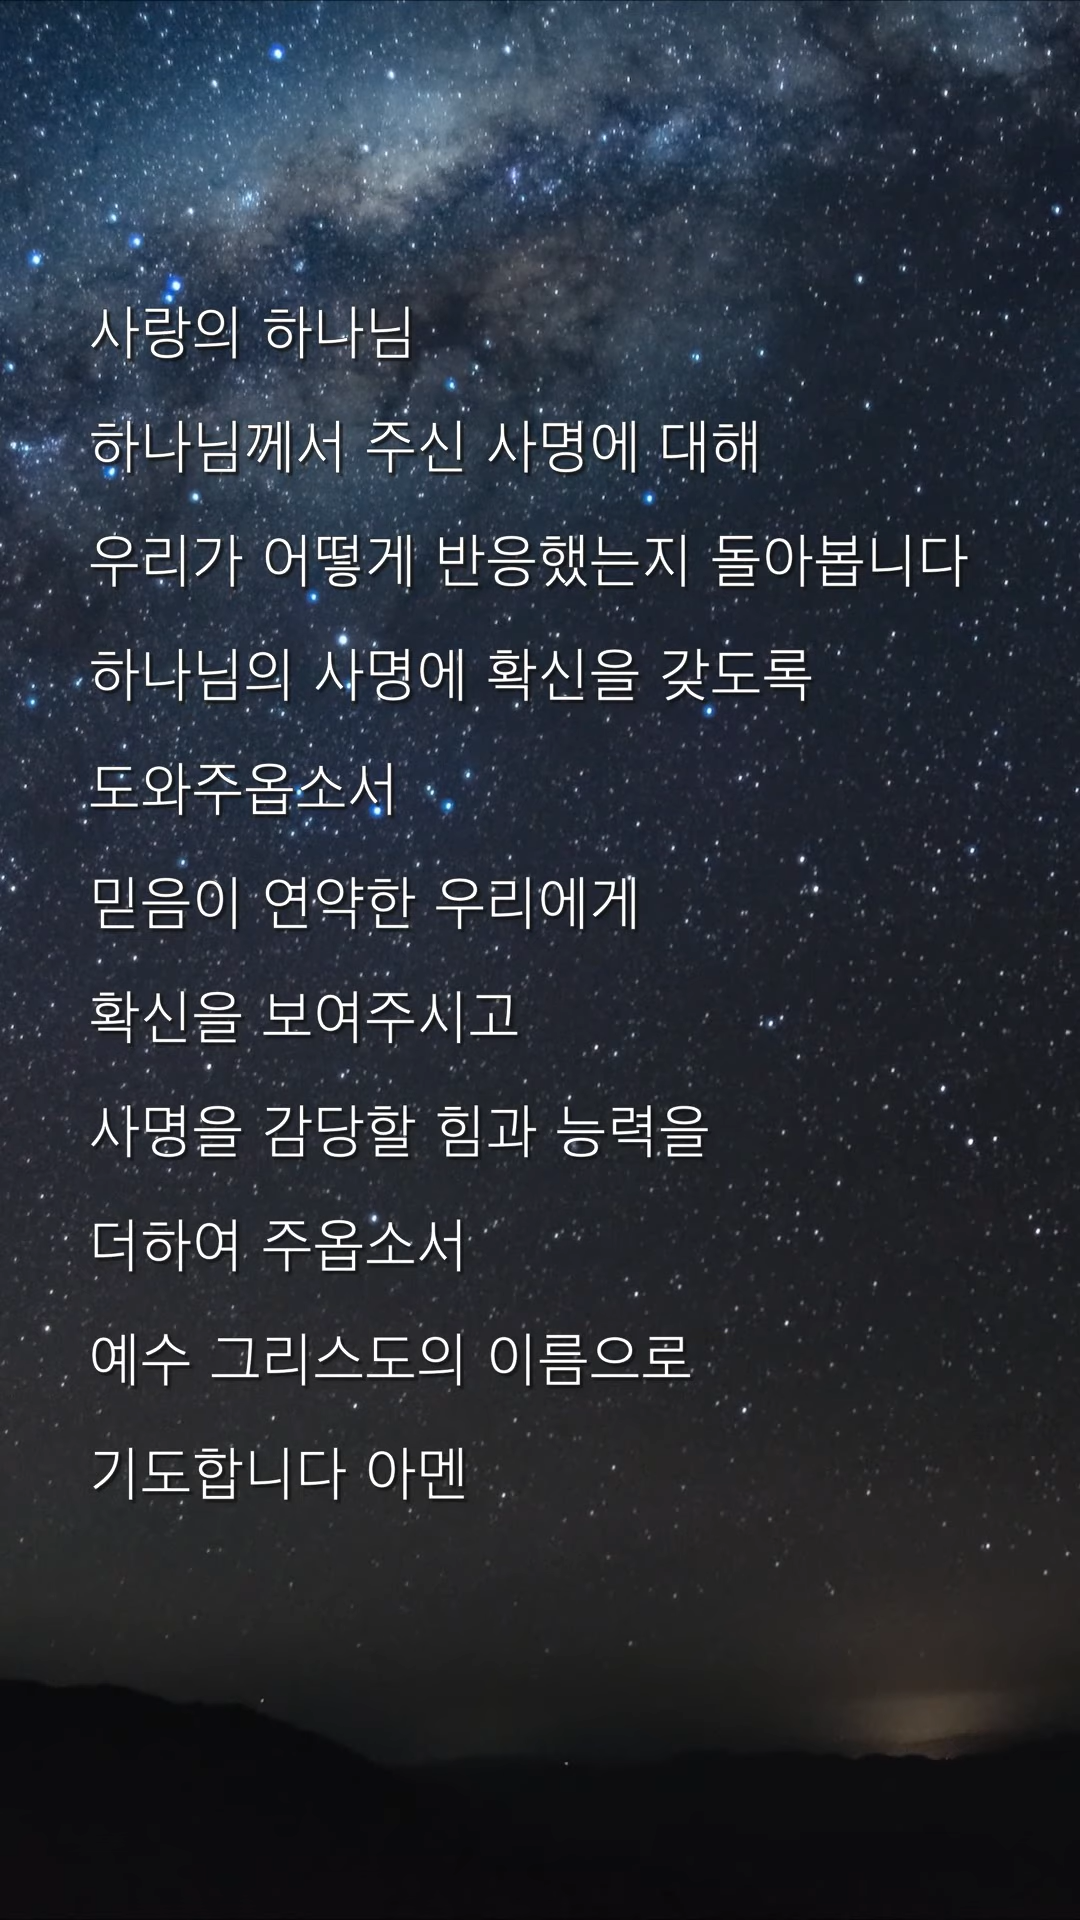 사랑의 하나님
하나님께서 주신 사명에 대해
우리가 어떻게 반응했는지 돌아봅니다
하나님의 사명에 확신을 갖도록
도와주옵소서
믿음이 연약한 우리에게
확신을 보여주시고
사명을 감당할 힘과 능력을
더하여 주옵소서
예수 그리스도의 이름으로
기도합니다 아멘